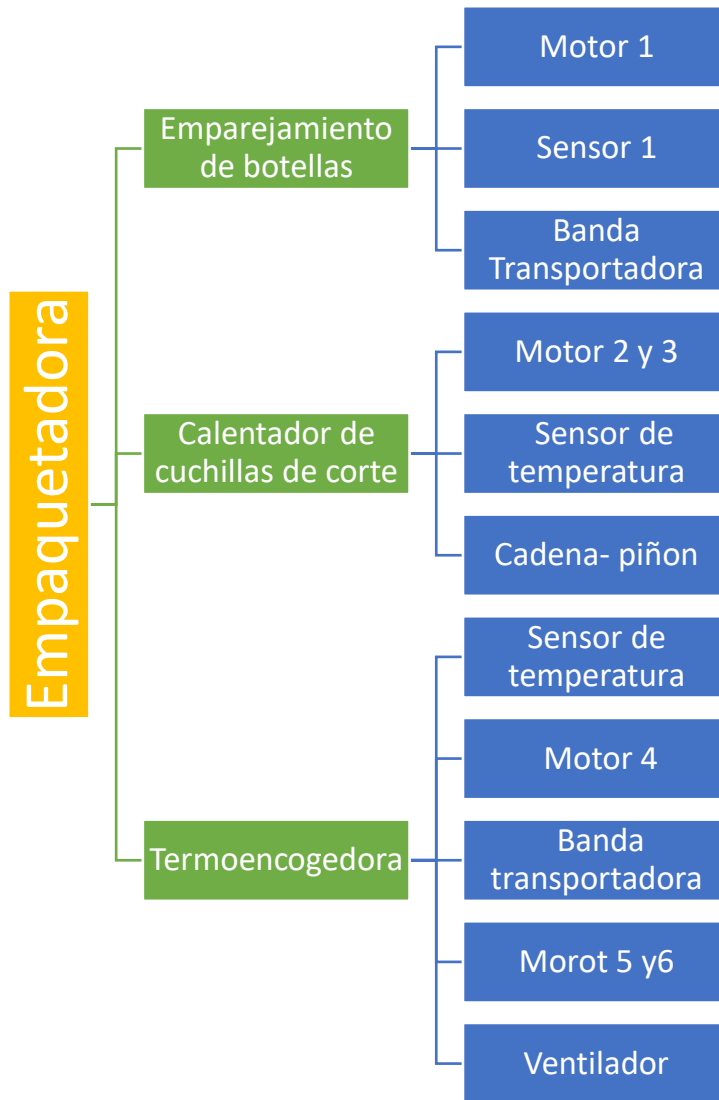 Empaquetadora
Emparejamiento
de botellas
Motor 1
Sensor 1
Banda
Transportadora
Calentador de
cuchillas de corte
Motor 2 y 3
Sensor de
temperatura
Cadena- piñon
Termoencogedora
Sensor de
temperatura
Motor 4
Banda
transportadora
Morot 5 y6
Ventilador